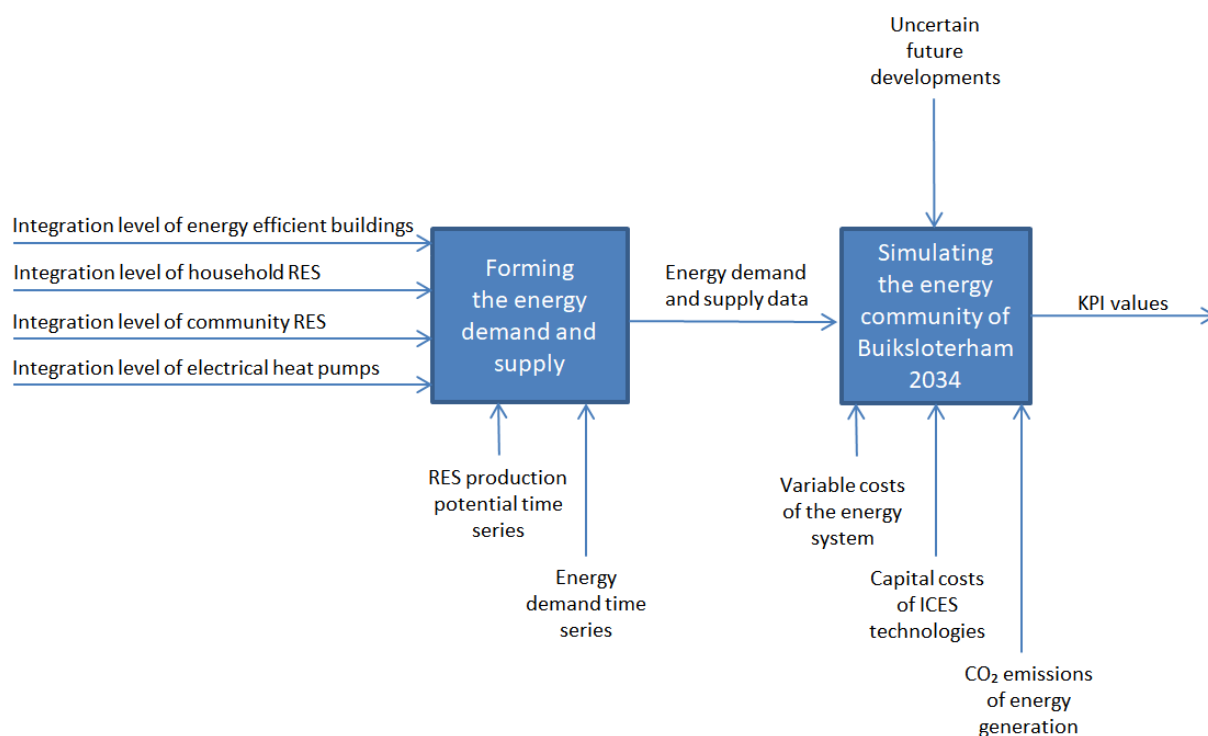 Uncertain
future
developments
Integration level of energy efficient buildings
Integration level of household RES
Integration level of community RES
Integration level of electrical heat pumps
Forming
the energy
demand and
supply
Energy demand
and supply data
Simulating
the energy
community of
Buiksloterham
2034
KPI values
RES production
potential time
series
Energy
demand time
series
Variable costs
of the energy
system
Capital costs
of ICES
technologies
CO₂ emissions
of energy
generation